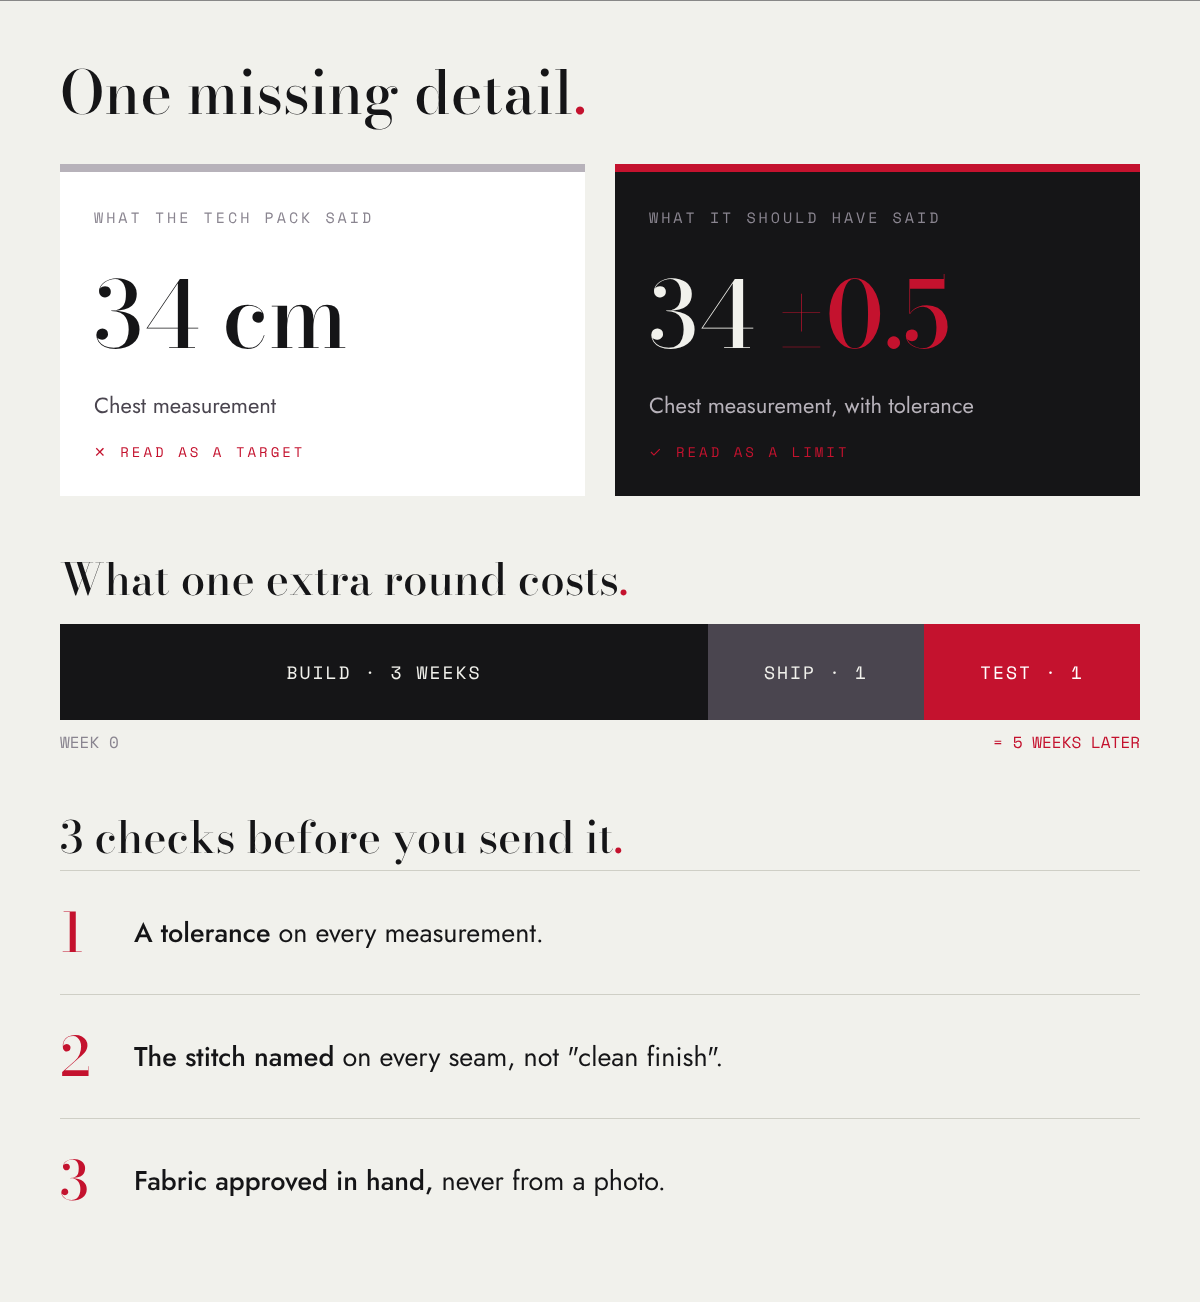 One missing detail.
WHAT THE TECH PACK SAID
34 cm
Chest measurement
✕ READ AS A TARGET
WHAT IT SHOULD HAVE SAID
34 ±0.5
Chest measurement, with tolerance
✓ READ AS A LIMIT
What one extra round costs.
BUILD · 3 WEEKS
SHIP · 1
TEST · 1
WEEK 0
= 5 WEEKS LATER
3 checks before you send it.
1 A tolerance on every measurement.
2 The stitch named on every seam, not "clean finish".
3 Fabric approved in hand, never from a photo.